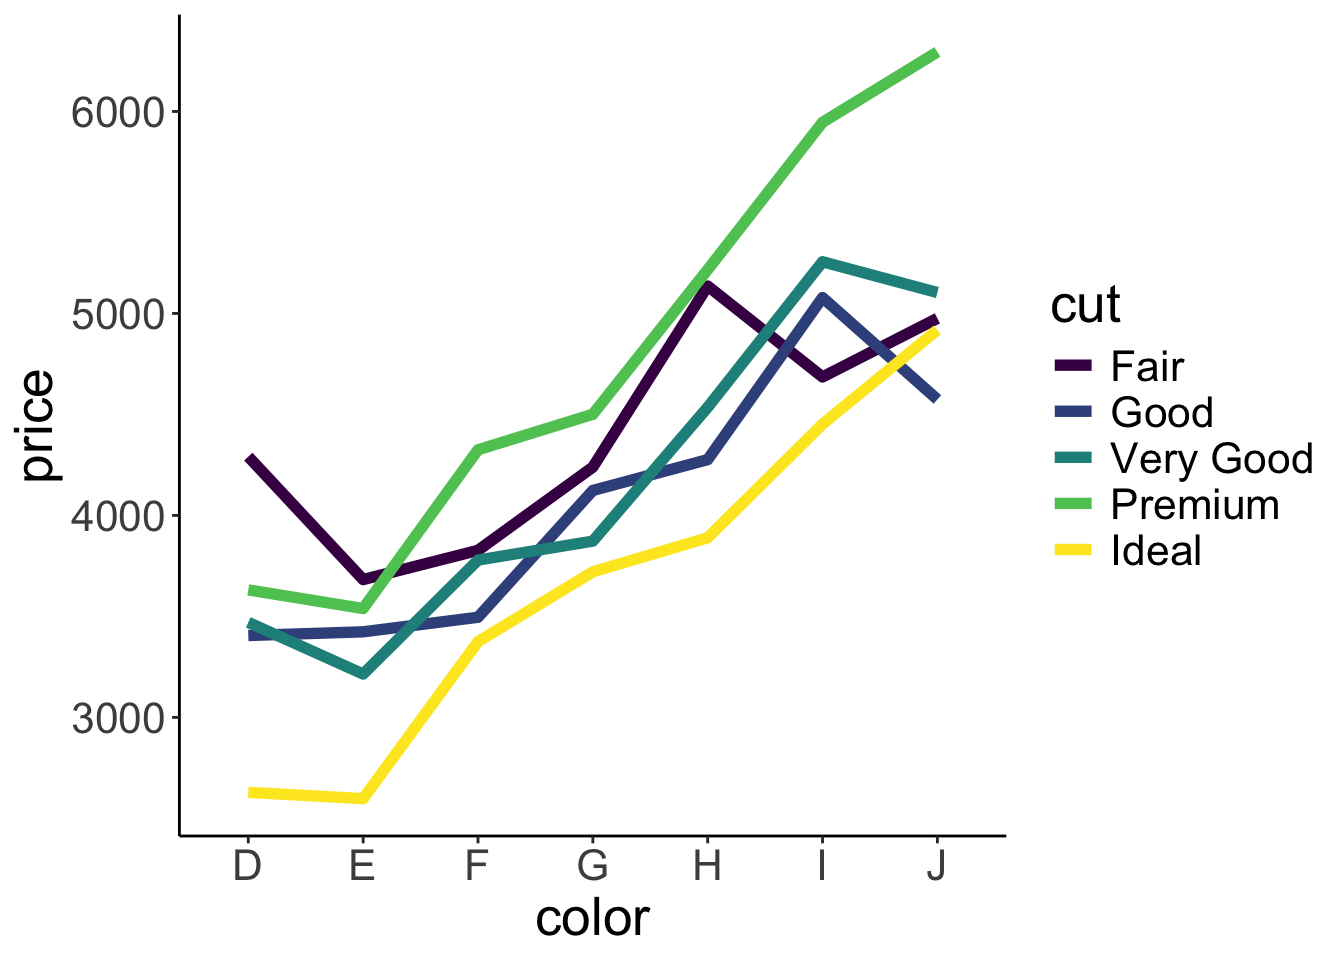 6000
5000
4000
3000
price
D E F G H I J
color
cut
Fair
Good
Very Good
Premium
Ideal